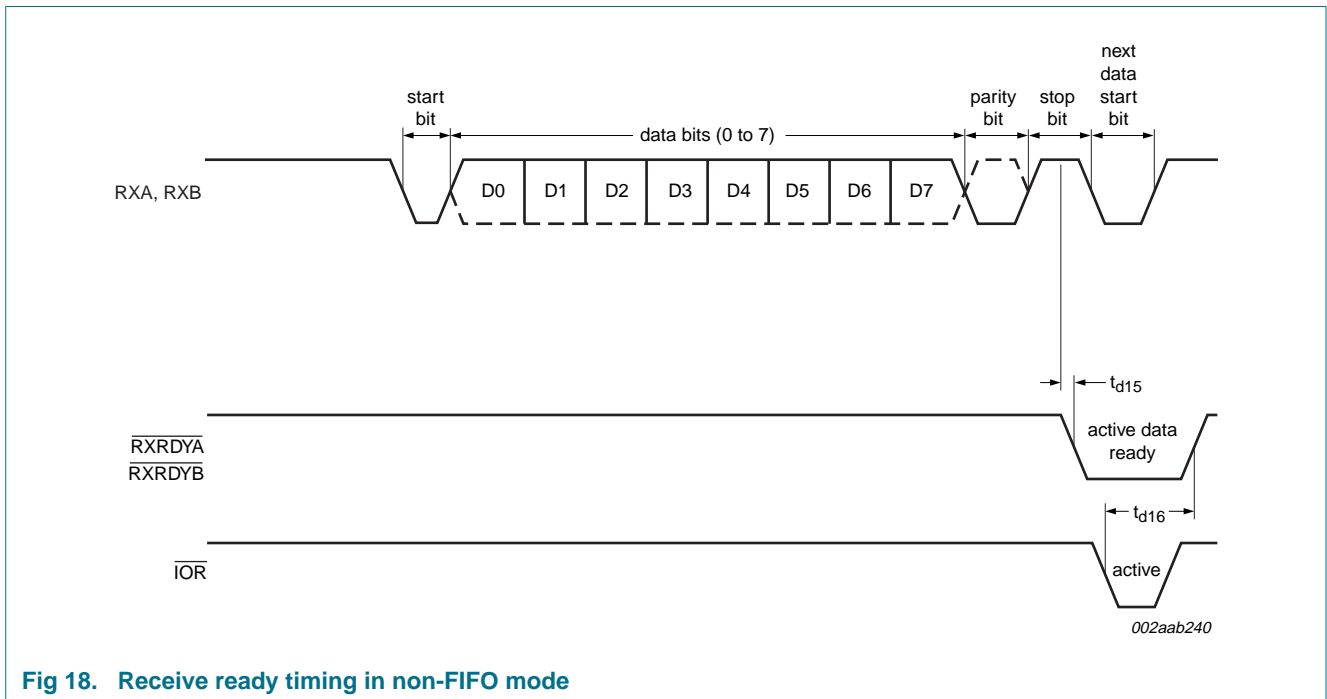 next
data
start
bit
start
bit
parity
bit
stop
bit
data bits (0 to 7)
RXA, RXB
D0 D1 D2 D3 D4 D5 D6 D7
td15
RXRDYA
RXRDYB
active data
ready
td16
IOR
active
002aab240
Fig 18. Receive ready timing in non-FIFO mode